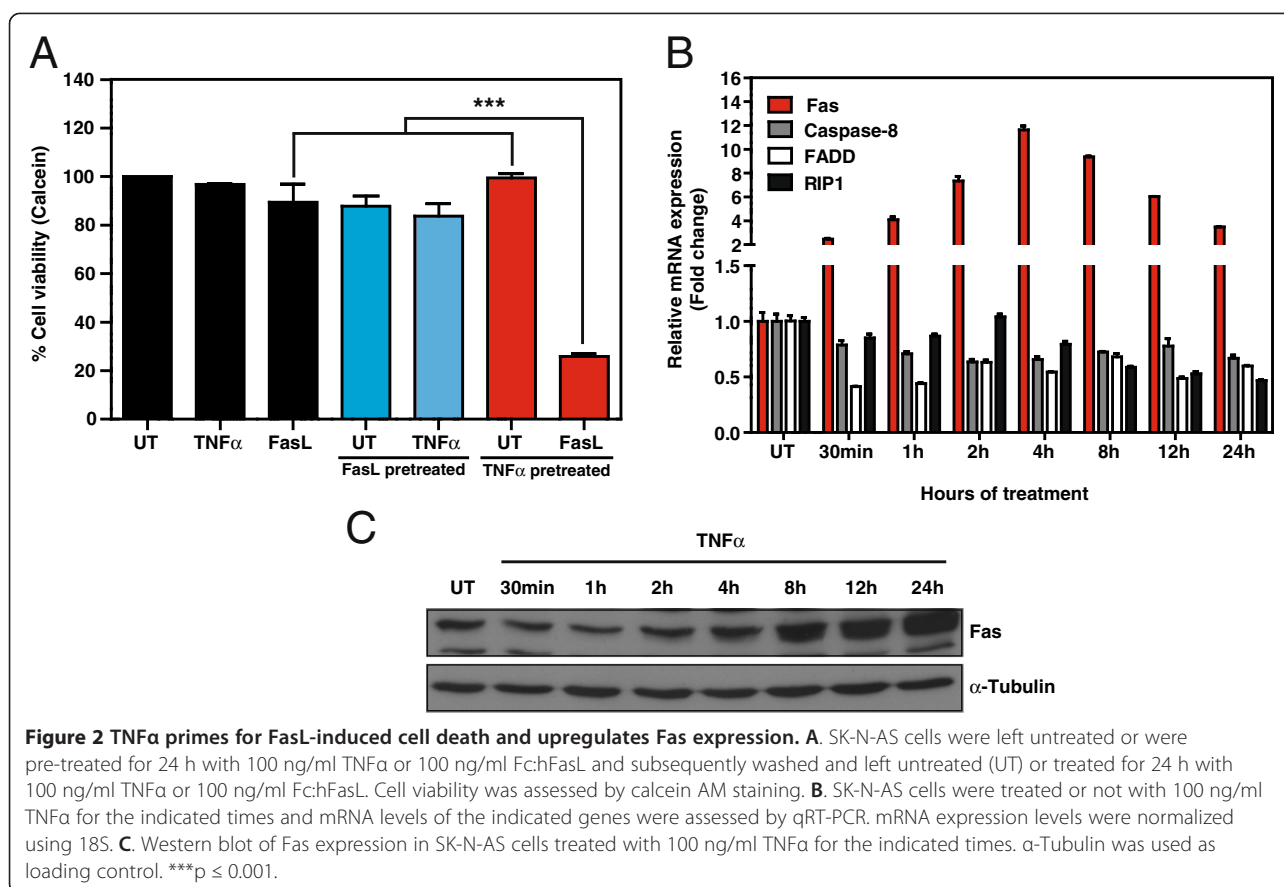 A
140
120
100
80
60
40
20
0
% Cell viability (Calcein)
***
UT TNFα FasL UT TNFα UT FasL
FasL pretreated TNFα pretreated
B
16
14
12
10
8
6
4
2
1.5
1.0
0.5
0.0
Relative mRNA expression
(Fold change)
Fas
Caspase-8
FADD
RIP1
UT 30min 1h 2h 4h 8h 12h 24h
Hours of treatment
C
TNFα
UT 30min 1h 2h 4h 8h 12h 24h
Fas
α-Tubulin
Figure 2 TNFα primes for FasL-induced cell death and upregulates Fas expression. A. SK-N-AS cells were left untreated or were
pre-treated for 24 h with 100 ng/ml TNFα or 100 ng/ml Fc:hFasL and subsequently washed and left untreated (UT) or treated for 24 h with
100 ng/ml TNFα or 100 ng/ml Fc:hFasL. Cell viability was assessed by calcein AM staining. B. SK-N-AS cells were treated or not with 100 ng/ml
TNFα for the indicated times and mRNA levels of the indicated genes were assessed by qRT-PCR. mRNA expression levels were normalized
using 18S. C. Western blot of Fas expression in SK-N-AS cells treated with 100 ng/ml TNFα for the indicated times. α-Tubulin was used as
loading control. ***p ≤ 0.001.